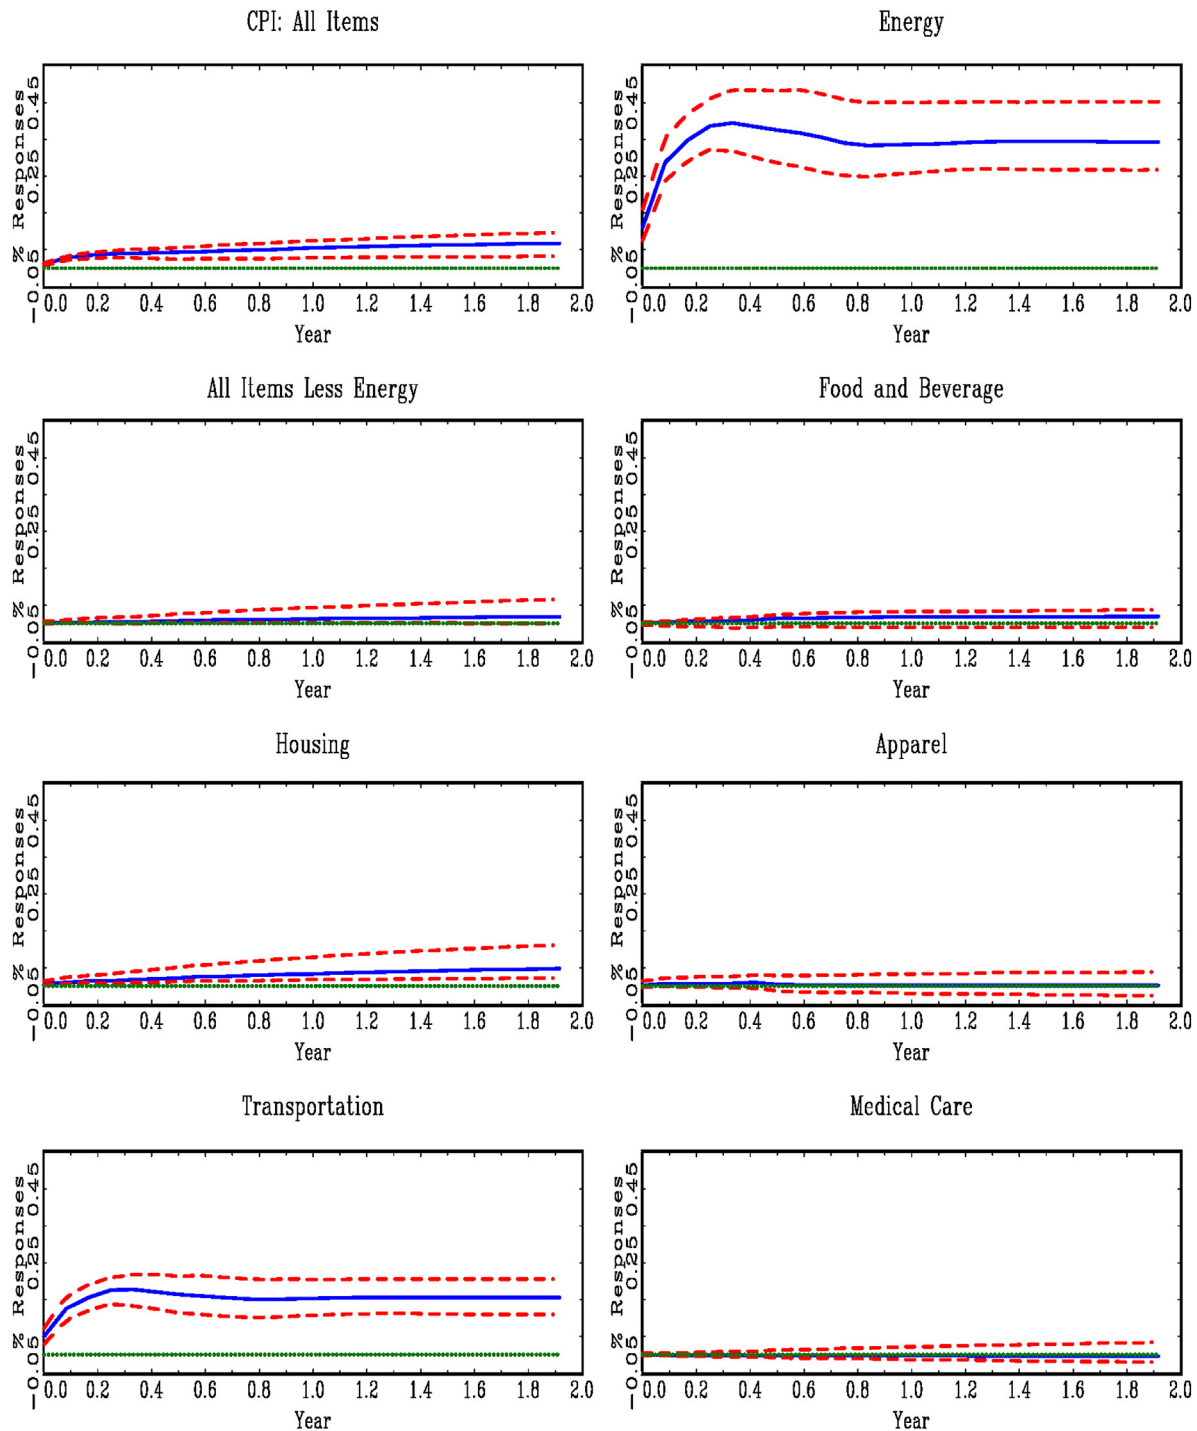 CPI: All Items
% Responses
-0.05 0.05 0.25 0.45
0.0 0.2 0.4 0.6 0.8 1.0 1.2 1.4 1.6 1.8 2.0
Year
Energy
% Responses
-0.05 0.05 0.25 0.45
0.0 0.2 0.4 0.6 0.8 1.0 1.2 1.4 1.6 1.8 2.0
Year
All Items Less Energy
% Responses
-0.05 0.05 0.25 0.45
0.0 0.2 0.4 0.6 0.8 1.0 1.2 1.4 1.6 1.8 2.0
Year
Food and Beverage
% Responses
-0.05 0.05 0.25 0.45
0.0 0.2 0.4 0.6 0.8 1.0 1.2 1.4 1.6 1.8 2.0
Year
Housing
% Responses
-0.05 0.05 0.25 0.45
0.0 0.2 0.4 0.6 0.8 1.0 1.2 1.4 1.6 1.8 2.0
Year
Apparel
% Responses
-0.05 0.05 0.25 0.45
0.0 0.2 0.4 0.6 0.8 1.0 1.2 1.4 1.6 1.8 2.0
Year
Transportation
% Responses
-0.05 0.05 0.25 0.45
0.0 0.2 0.4 0.6 0.8 1.0 1.2 1.4 1.6 1.8 2.0
Year
Medical Care
% Responses
-0.05 0.05 0.25 0.45
0.0 0.2 0.4 0.6 0.8 1.0 1.2 1.4 1.6 1.8 2.0
Year